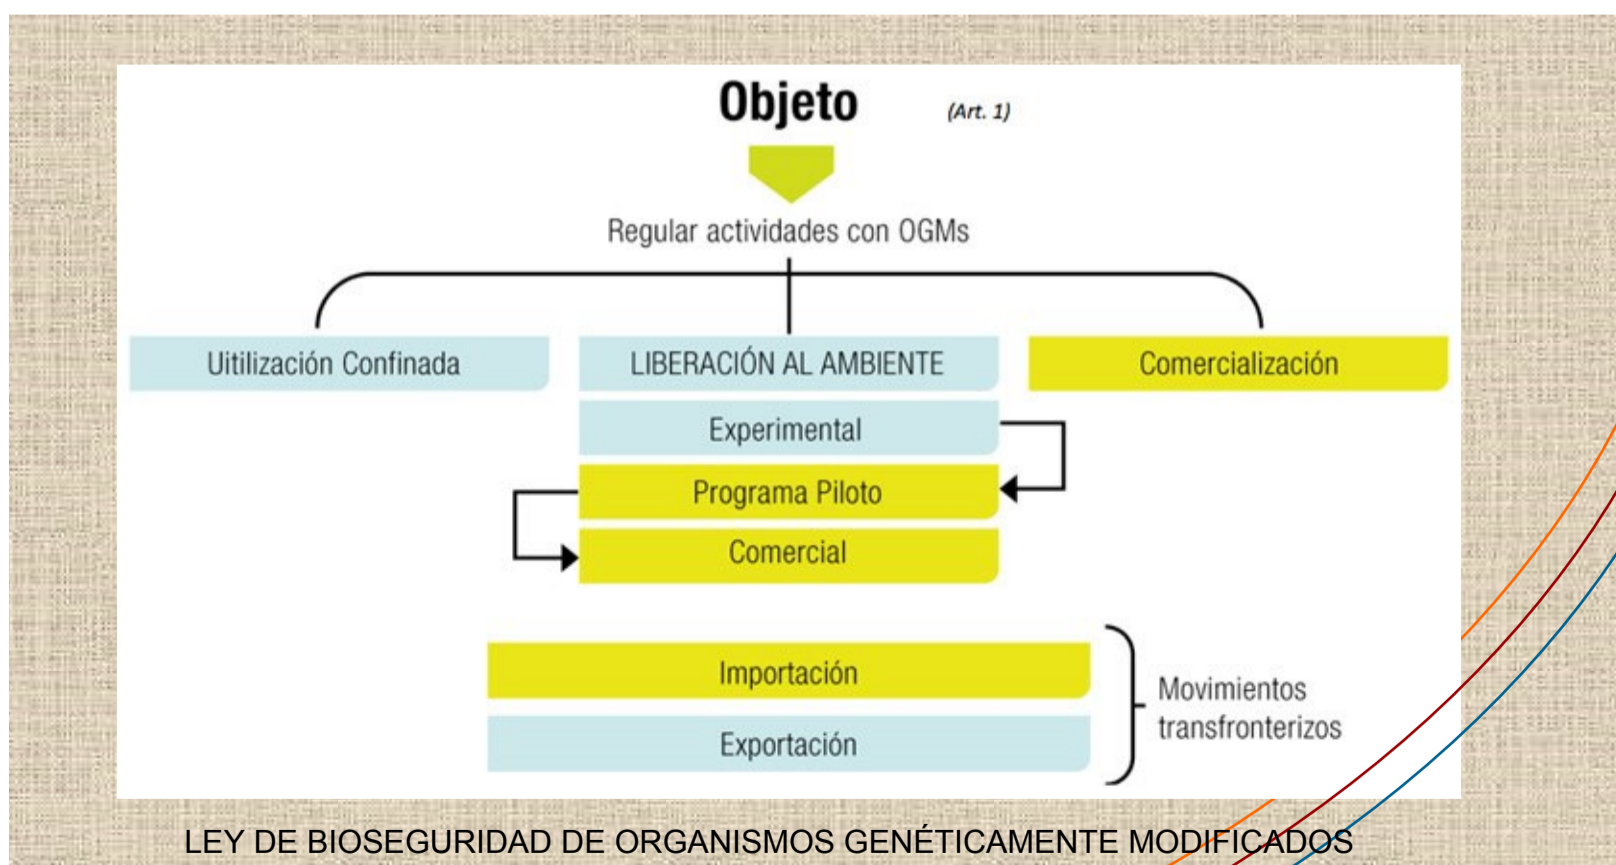 Objeto (Art. 1)
Regular actividades con OGMs
Uitilización Confinada
LIBERACIÓN AL AMBIENTE
Comercialización
Experimental
Programa Piloto
Comercial
Importación
Exportación
Movimientos
transfronterizos
LEY DE BIOSEGURIDAD DE ORGANISMOS GENÉTICAMENTE MODIFICADOS